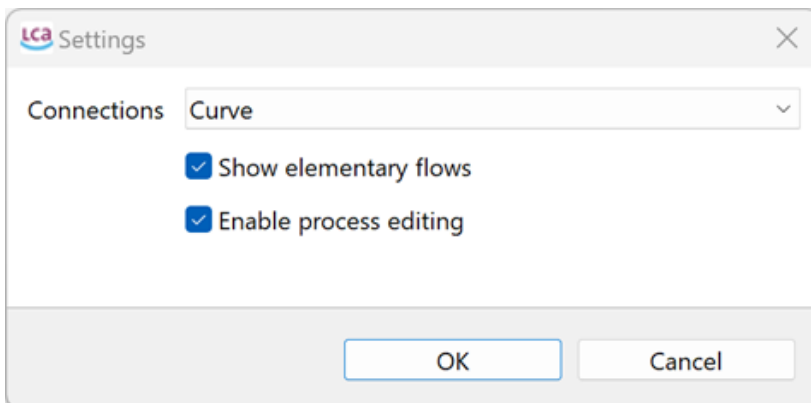 LCA Settings
Connections Curve
Show elementary flows
Enable process editing
OK Cancel